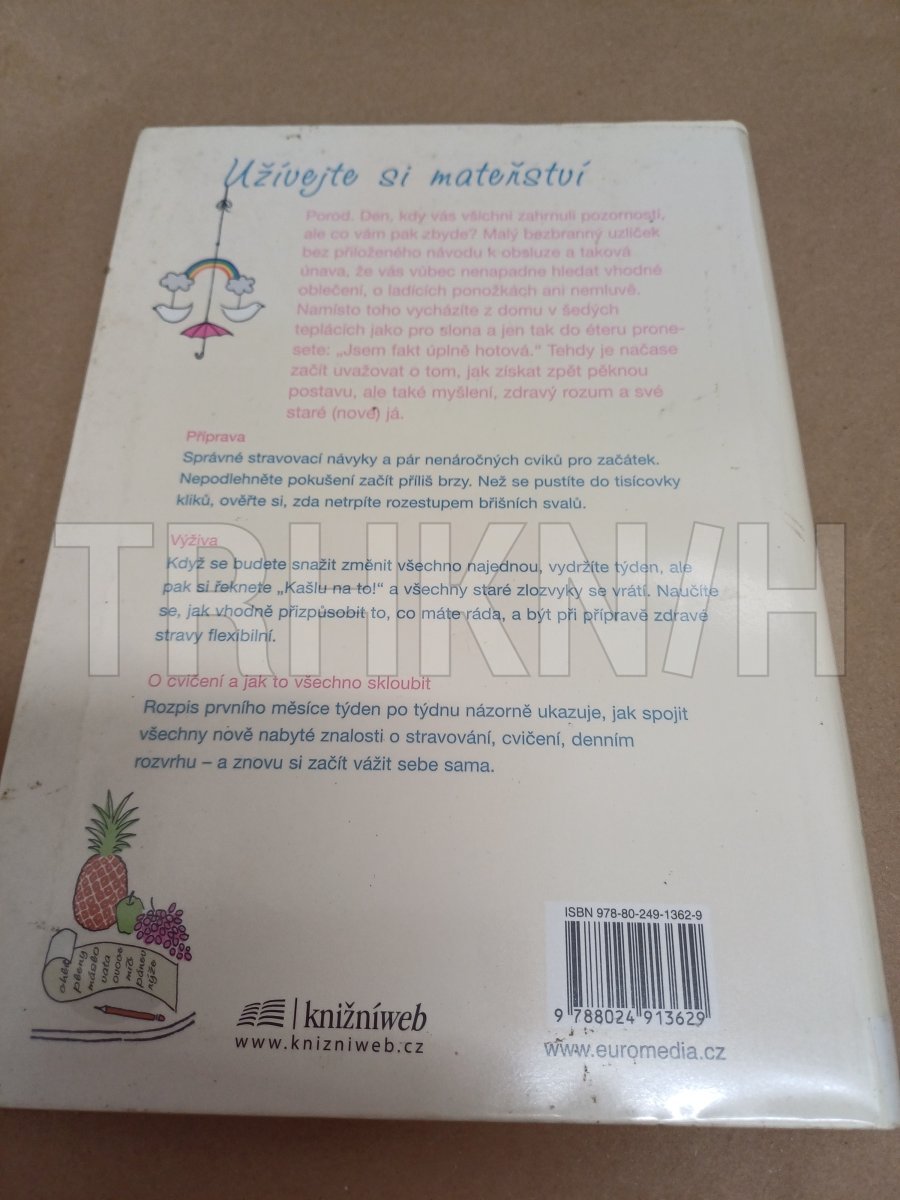 Užívejte si mateřství
Porod. Den, kdy vás všichni zahrnuli pozorností,
ale co vám pak zbyde? Malý bezbranný uzlíček
bez přiloženého návodu k obsluze a taková
únava, že vás vůbec nenapadne hledat vhodné
oblečení, o ladících ponožkách ani nemluvě.
Namísto toho vycházíte z domu v šedých
teplácích jako pro slona a jen tak do éteru prone-
sete: „Jsem fakt úplně hotová.“ Tehdy je načase
začít uvažovat o tom, jak získat zpět pěknou
postavu, ale také myšlení, zdravý rozum a své
staré (nové) já.
Příprava
Správné stravovací návyky a pár nenáročných cviků pro začátek.
Nepodlehněte pokušení začít příliš brzy. Než se pustíte do tisícovky
kliků, ověřte si, zda netrpíte rozestupem břišních svalů.
Výživa
Když se budete snažit změnit všechno najednou, vydržíte týden, ale
pak si řeknete „Kašlu na to!“ a všechny staré zlozvyky se vrátí. Naučíte
se, jak vhodně přizpůsobit to, co máte ráda, a být při přípravě zdravé
stravy flexibilní.
TRHKNIH
O cvičení a jak to všechno skloubit
Rozpis prvního měsíce týden po týdnu názorně ukazuje, jak spojit
všechny nově nabyté znalosti o stravování, cvičení, denním
rozvrhu – a znovu si začít vážit sebe sama.
pleny
máslo
vata
ovoce
míč
pánev
rýže
knižníweb
www.knizniweb.cz
ISBN 978-80-249-1362-9
9 788024 913629
www.euromedia.cz